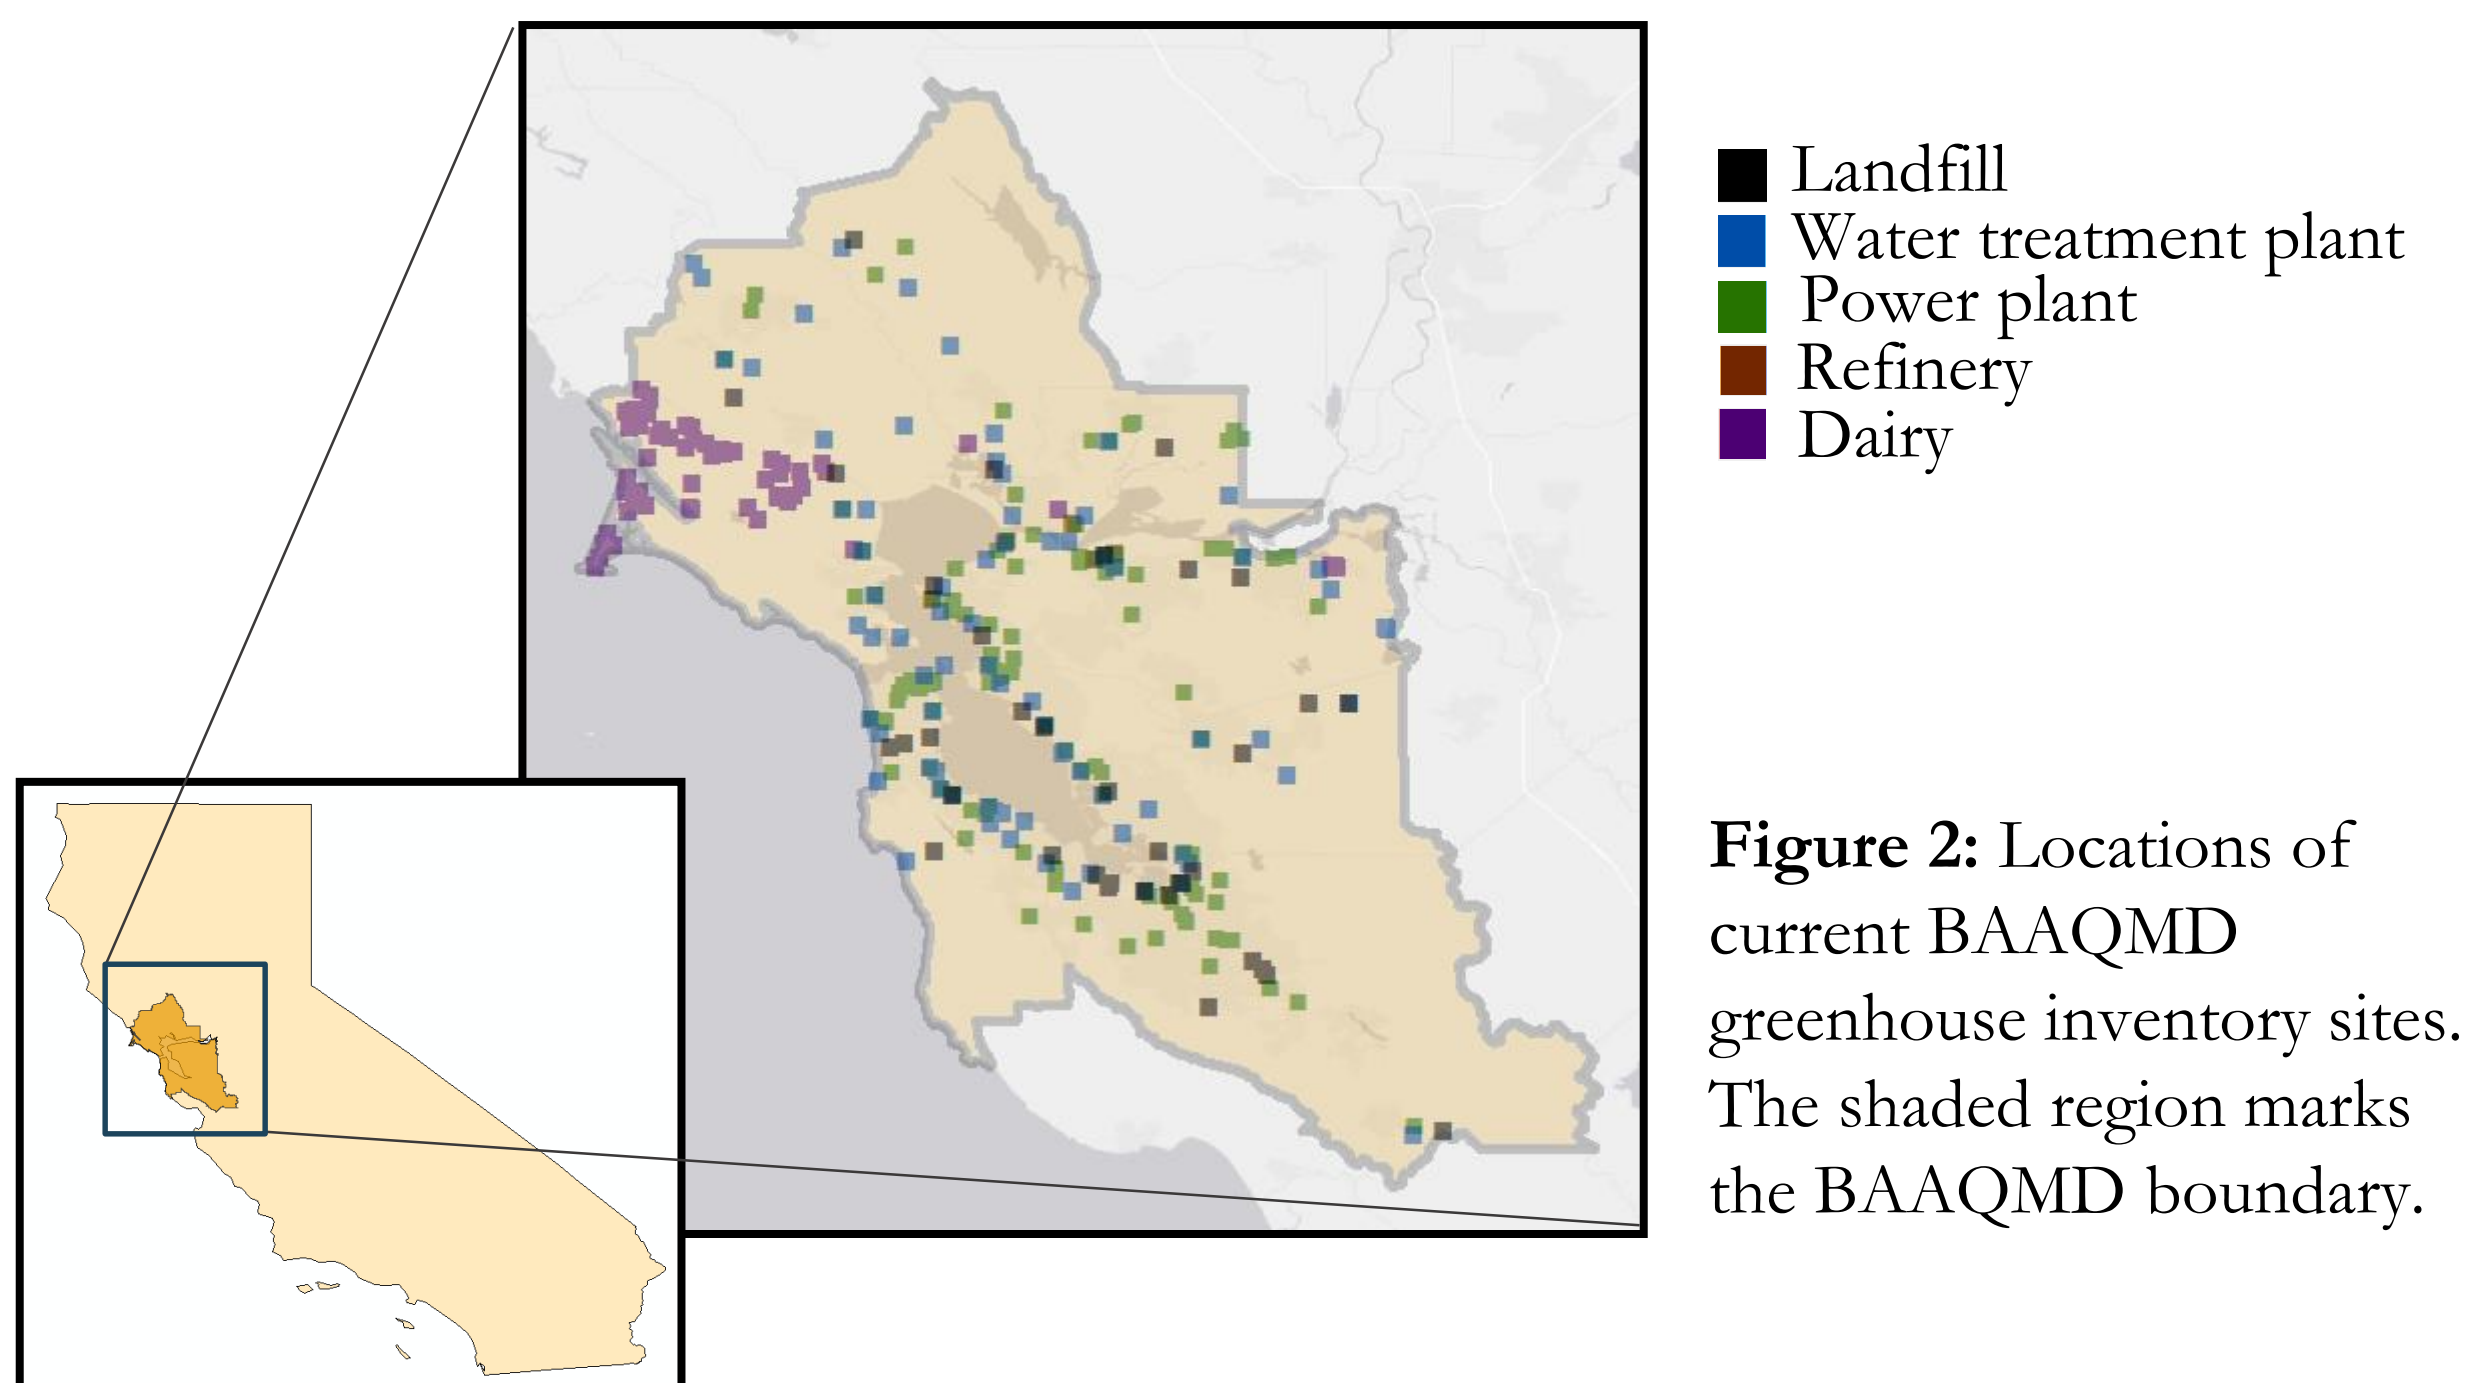 Landfill
Water treatment plant
Power plant
Refinery
Dairy
Figure 2: Locations of
current BAAQMD
greenhouse inventory sites.
The shaded region marks
the BAAQMD boundary.